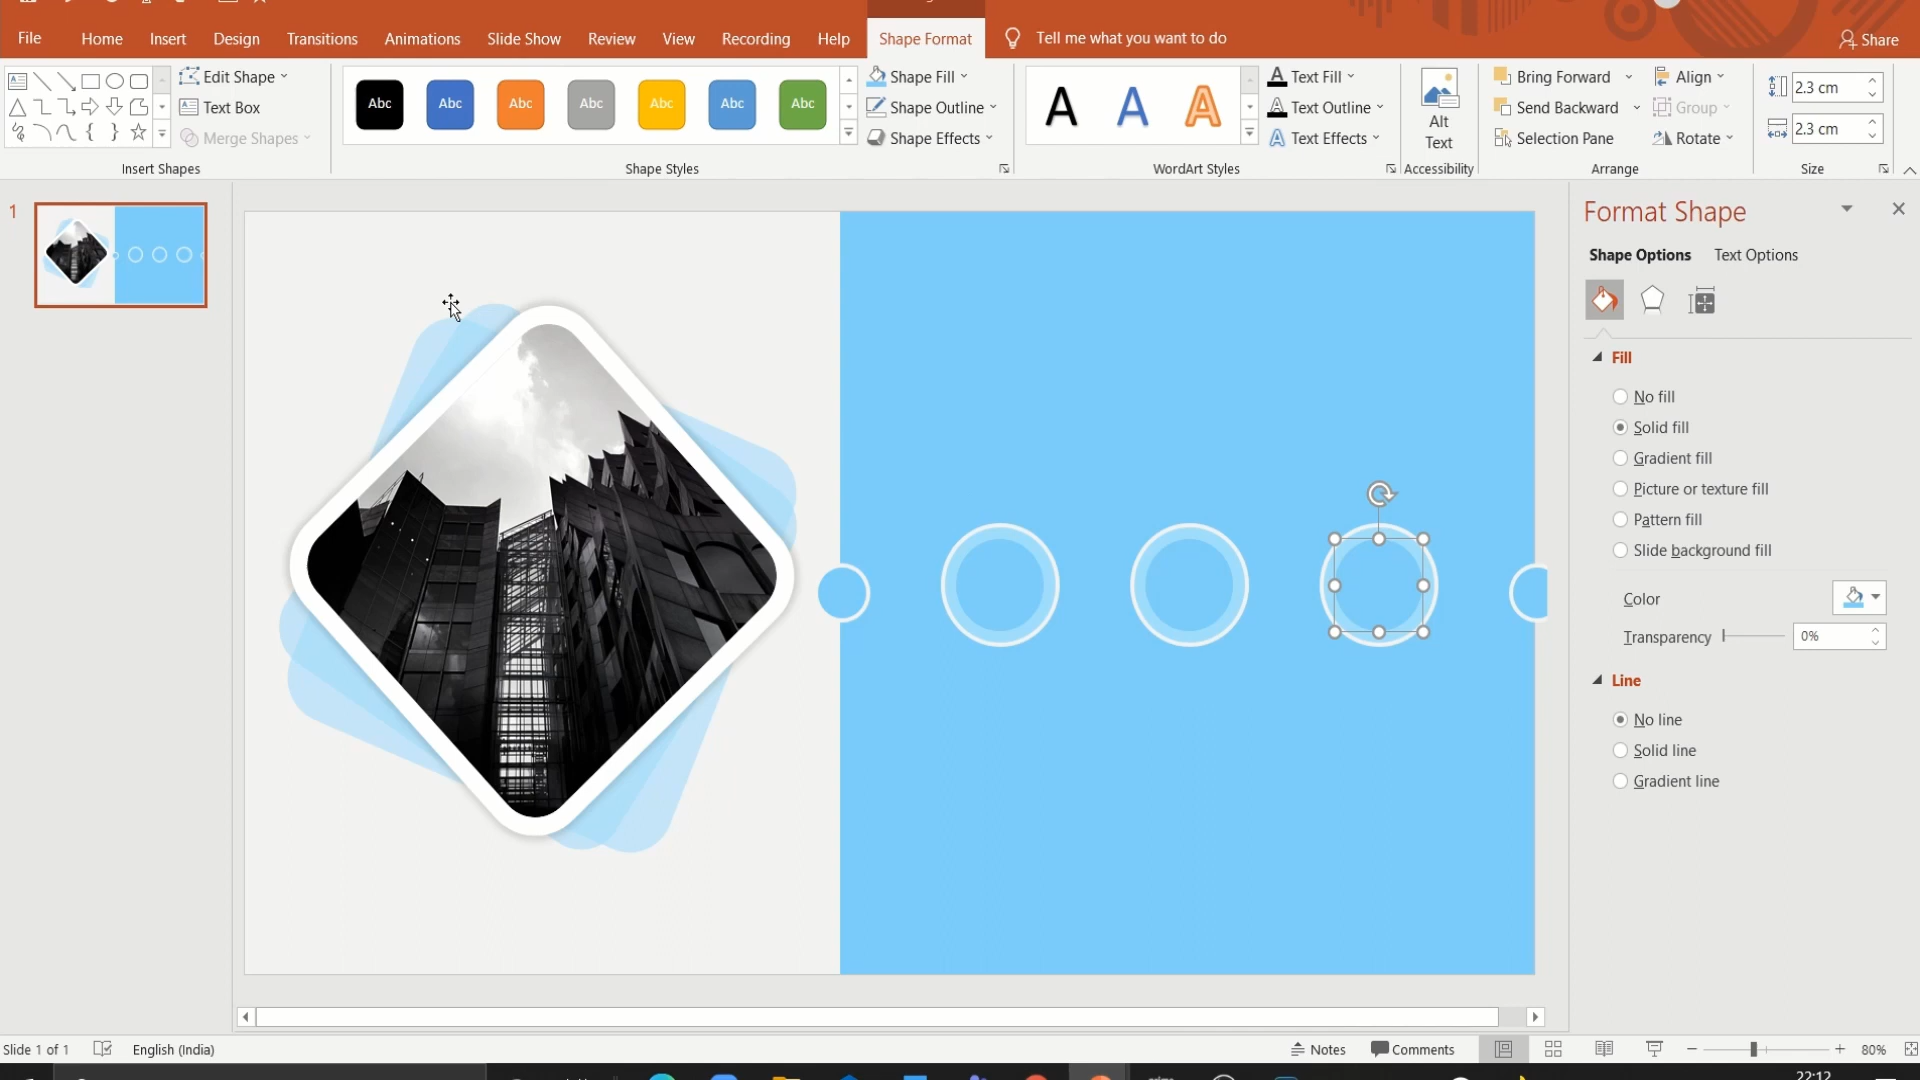 File Home Insert Design Transitions Animations Slide Show Review View Recording Help Shape Format Tell me what you want to do Share
Edit Shape
Text Box
Merge Shapes
Insert Shapes
Abc Abc Abc Abc Abc Abc Abc
Shape Fill
Shape Outline
Shape Effects
Shape Styles
A A A
Text Fill
Text Outline
Text Effects
WordArt Styles
Alt
Text
Accessibility
Bring Forward
Send Backward
Selection Pane
Align
Group
Rotate
Arrange
2.3 cm
2.3 cm
Size
1
Format Shape
Shape Options Text Options
Fill
No fill
Solid fill
Gradient fill
Picture or texture fill
Pattern fill
Slide background fill
Color
Transparency 0%
Line
No line
Solid line
Gradient line
Slide 1 of 1 English (India) Notes Comments 80%
22:12